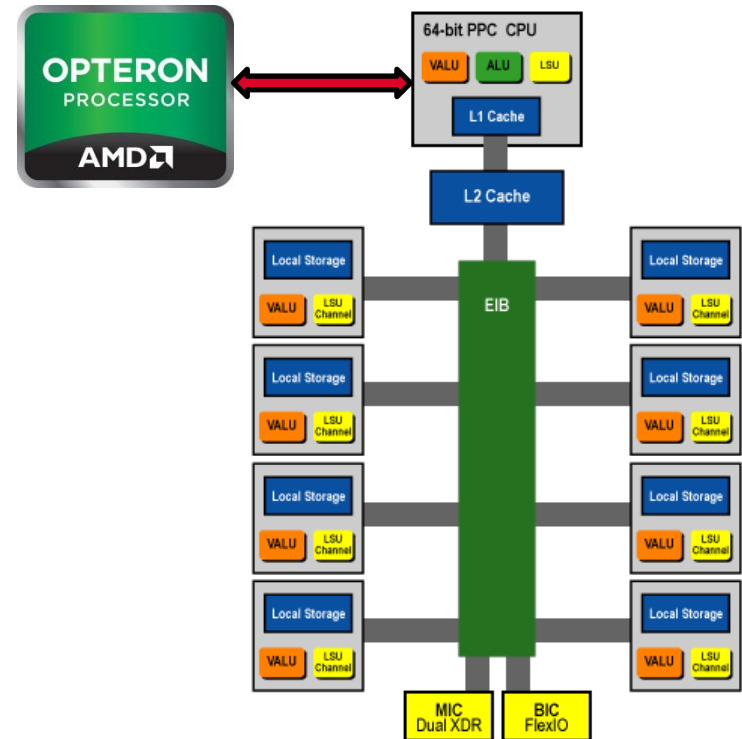 OPTERON
PROCESSOR
AMD
64-bit PPC CPU
VALU ALU LSU
L1 Cache
L2 Cache
EIB
Local Storage
VALU LSU
Channel
Local Storage
VALU LSU
Channel
Local Storage
VALU LSU
Channel
Local Storage
VALU LSU
Channel
Local Storage
VALU LSU
Channel
Local Storage
VALU LSU
Channel
Local Storage
VALU LSU
Channel
Local Storage
VALU LSU
Channel
MIC
Dual XDR
BIC
FlexIO